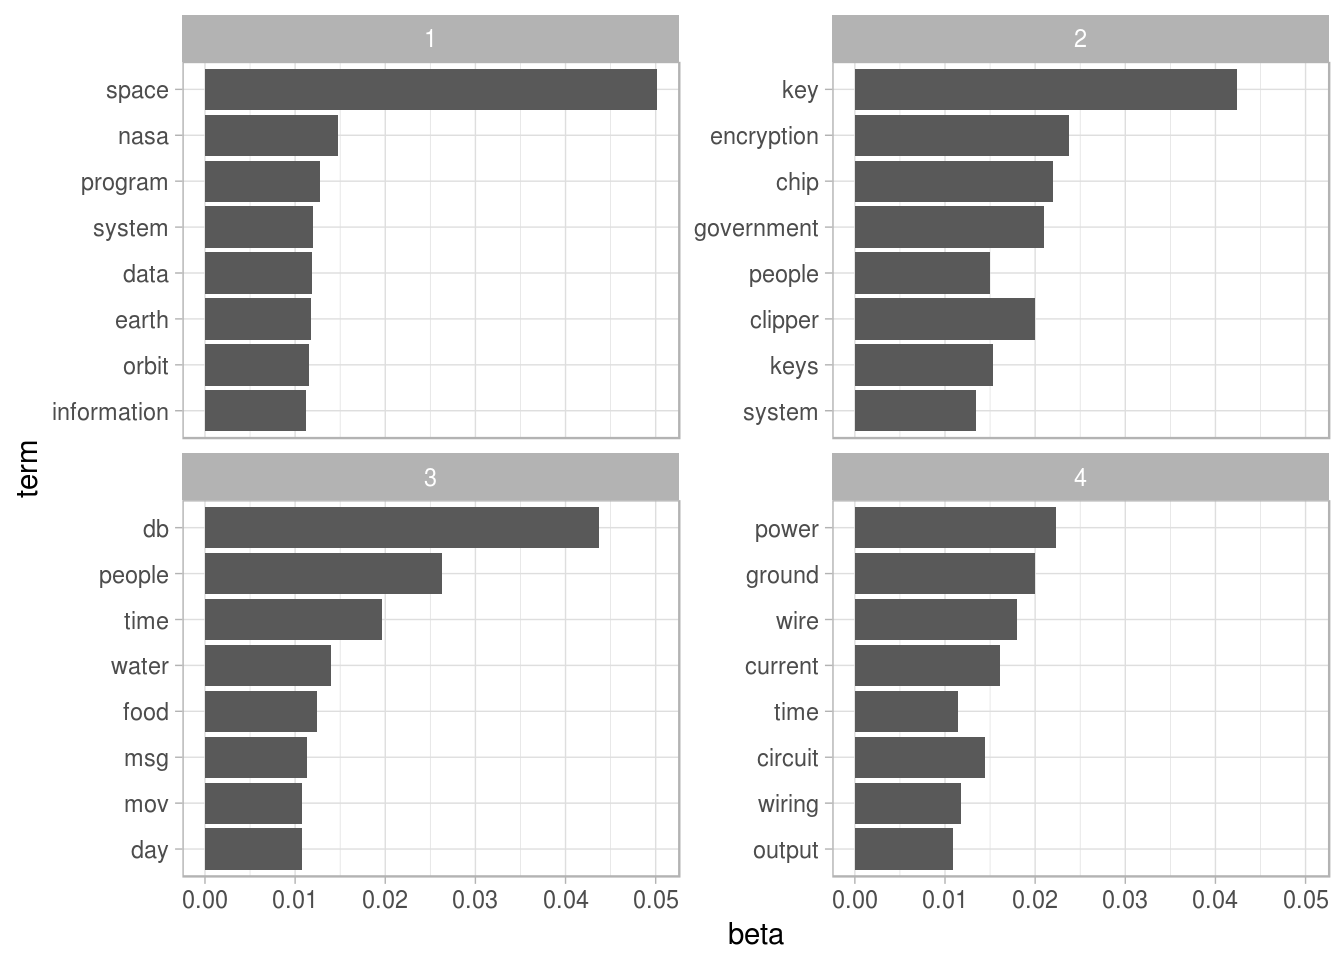 1
space
nasa
program
system
data
earth
orbit
information
2
key
encryption
chip
government
people
clipper
keys
system
term
3
db
people
time
water
food
msg
mov
day
0.00 0.01 0.02 0.03 0.04 0.05
4
power
ground
wire
current
time
circuit
wiring
output
0.00 0.01 0.02 0.03 0.04 0.05
beta